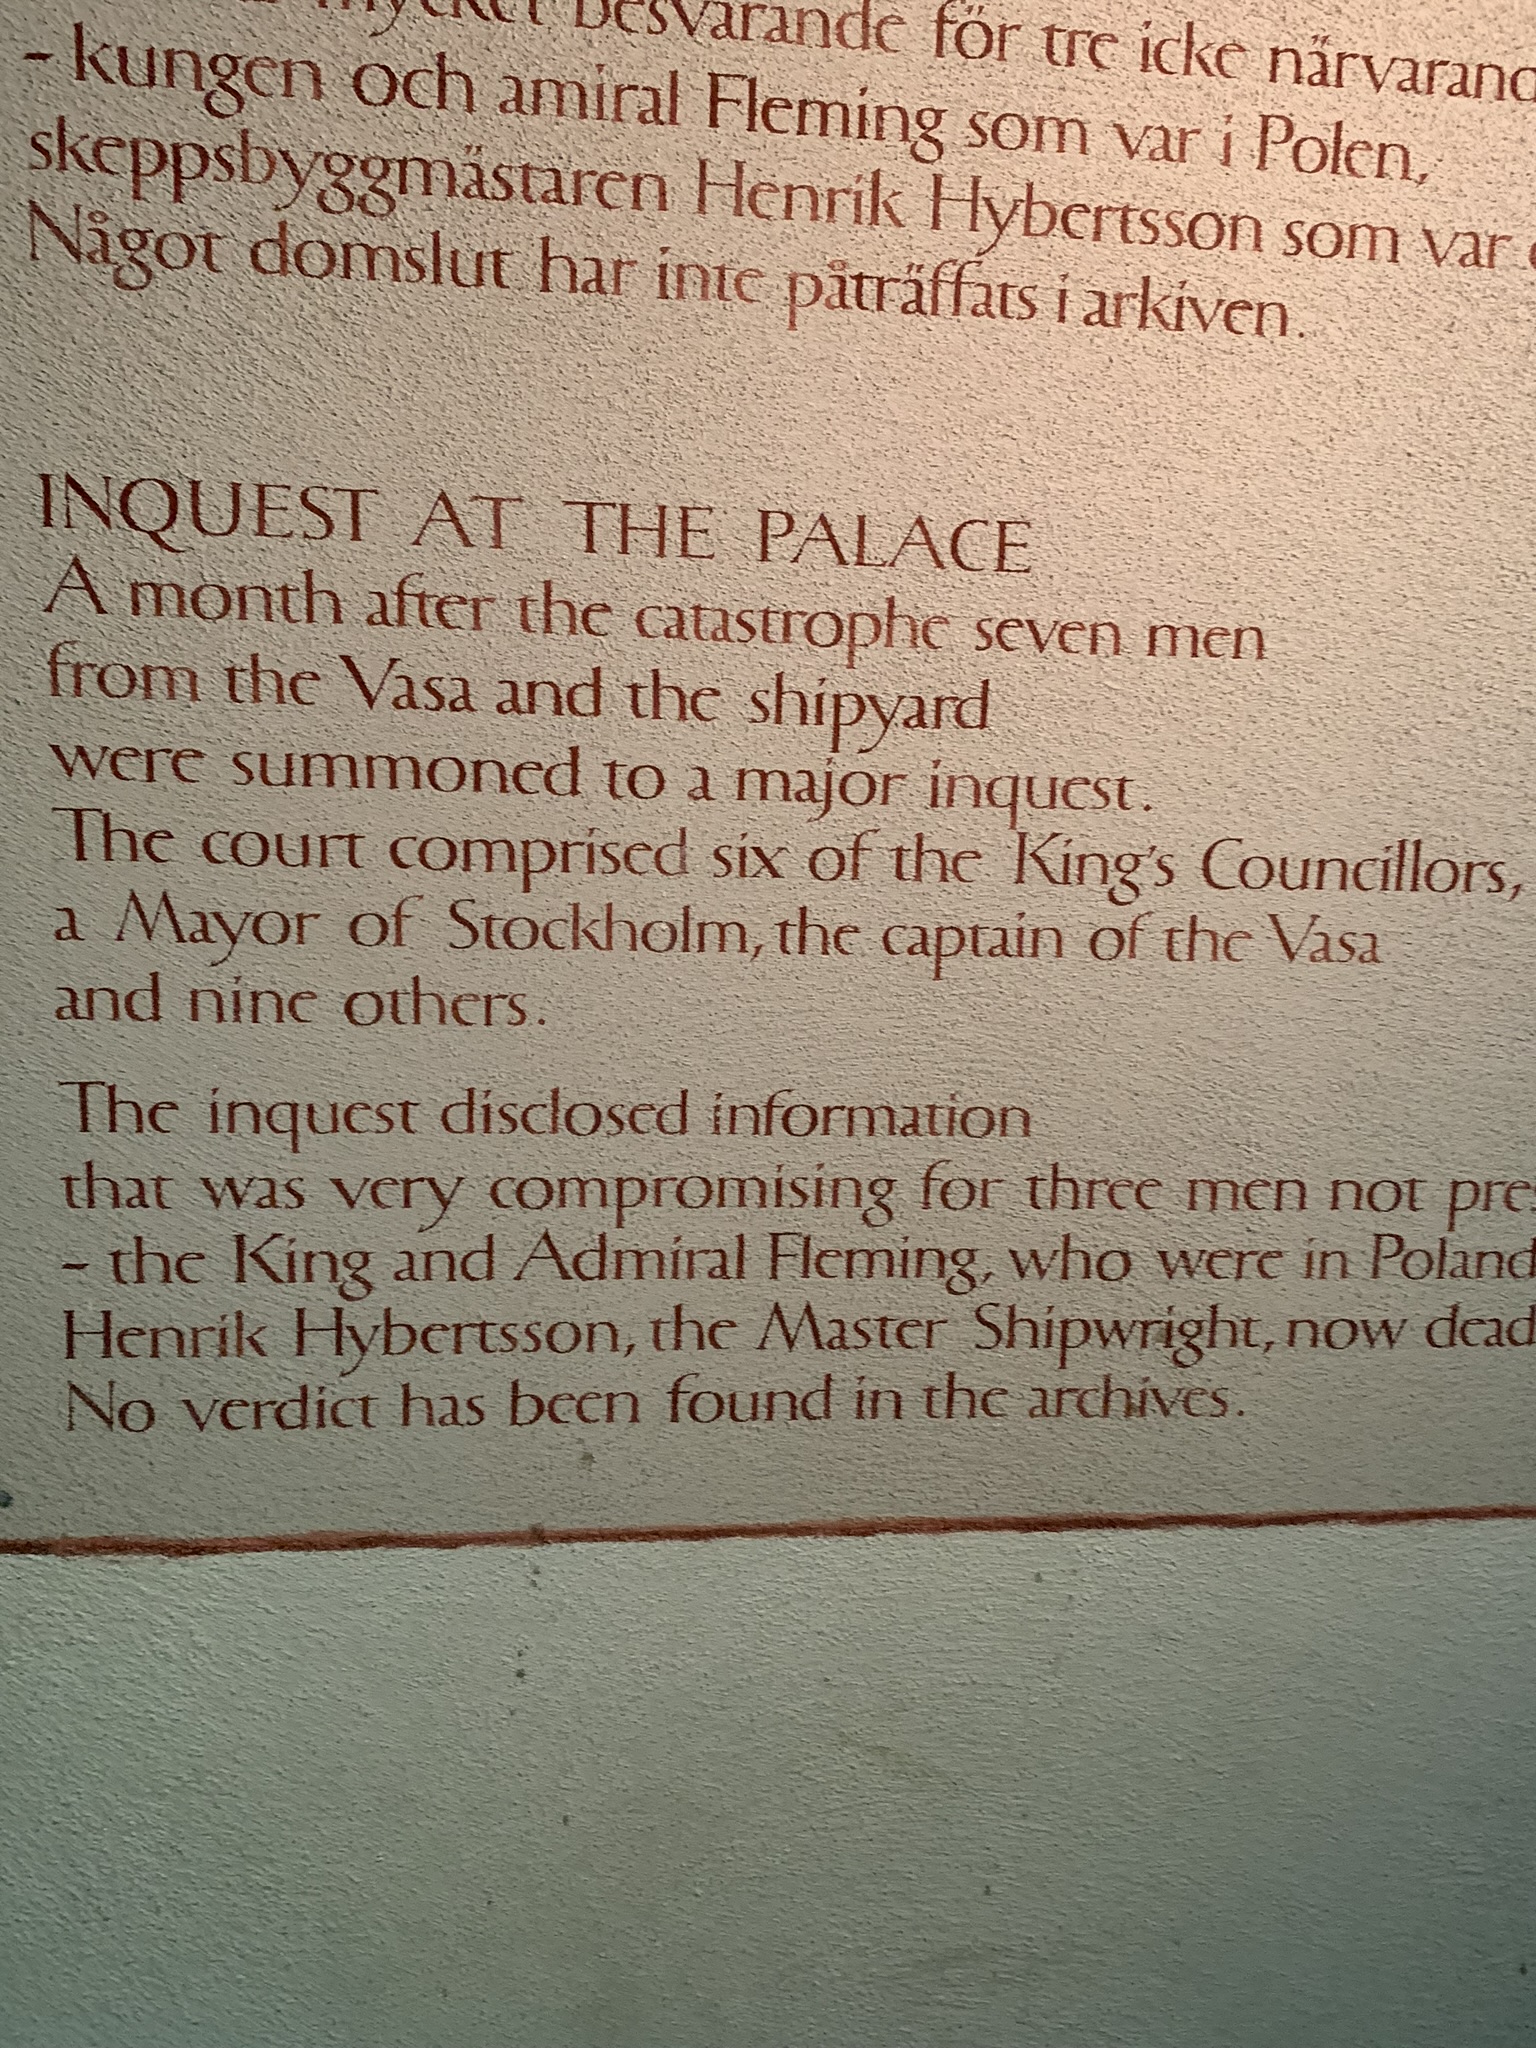 besvarande för tre icke
- kungen och amiral Fleming som var i Polen,
skeppsbyggmästaren Henrik Hybertsson som var
Något domslut har inte påträffats i arkiven.
INQUEST AT THE PALACE
A month after the catastrophe seven men
from the Vasa and the shipyard
were summoned to a major inquest.
The court comprised six of the King's Councillors,
a Mayor of Stockholm, the captain of the Vasa
and nine others.
The inquest disclosed information
that was very compromising for three men not
- the King and Admiral Fleming, who were in Poland
Henrik Hybertsson, the Master Shipwright, now dead
No verdict has been found in the archives.